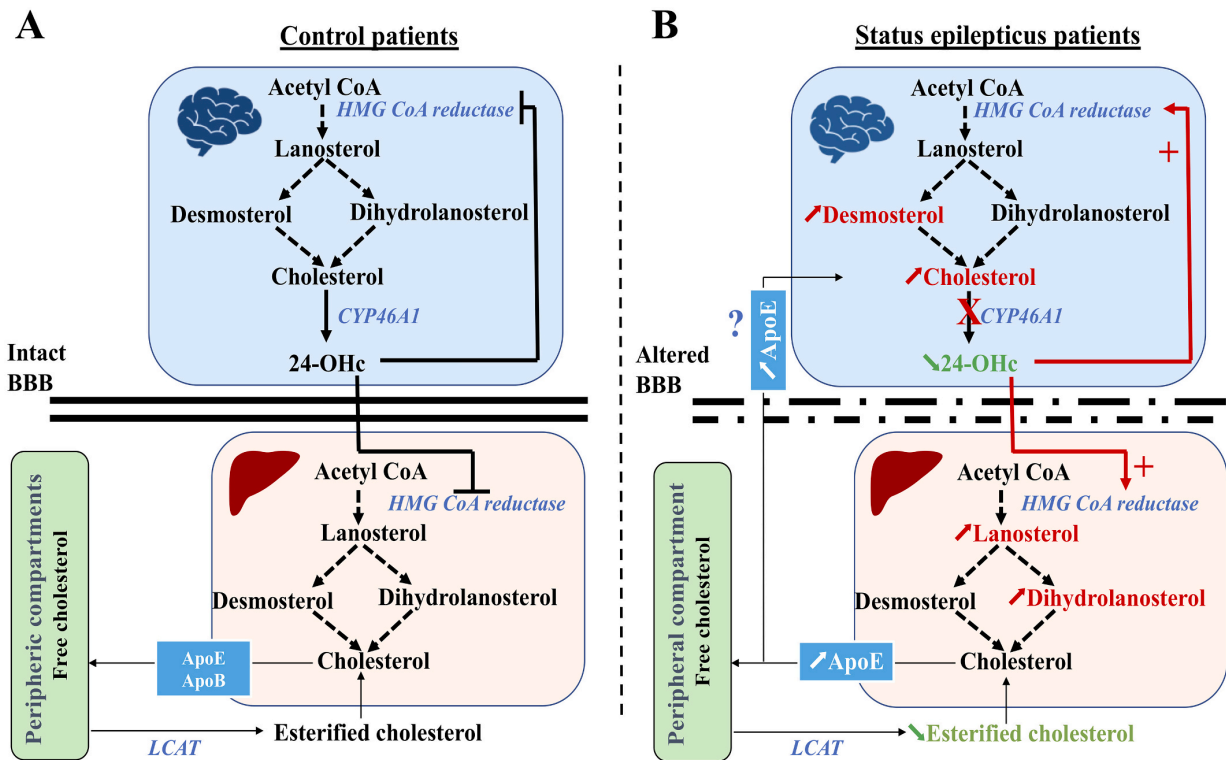 A
Control patients
Acetyl CoA
HMG CoA reductase
Lanosterol
Desmosterol
Dihydrolanosterol
Cholesterol
CYP46A1
24-OHc
Intact
BBB
Acetyl CoA
HMG CoA reductase
Lanosterol
Desmosterol
Dihydrolanosterol
Cholesterol
ApoE
ApoB
Peripheric compartments
Free cholesterol
LCAT
Esterified cholesterol
B
Status epilepticus patients
Acetyl CoA
HMG CoA reductase
+
Lanosterol
Desmosterol
Dihydrolanosterol
Cholesterol
X
CYP46A1
24-OHc
?
ApoE
Altered
BBB
Acetyl CoA
+
HMG CoA reductase
Lanosterol
Desmosterol
Dihydrolanosterol
Cholesterol
ApoE
Peripheral compartment
Free cholesterol
LCAT
Esterified cholesterol